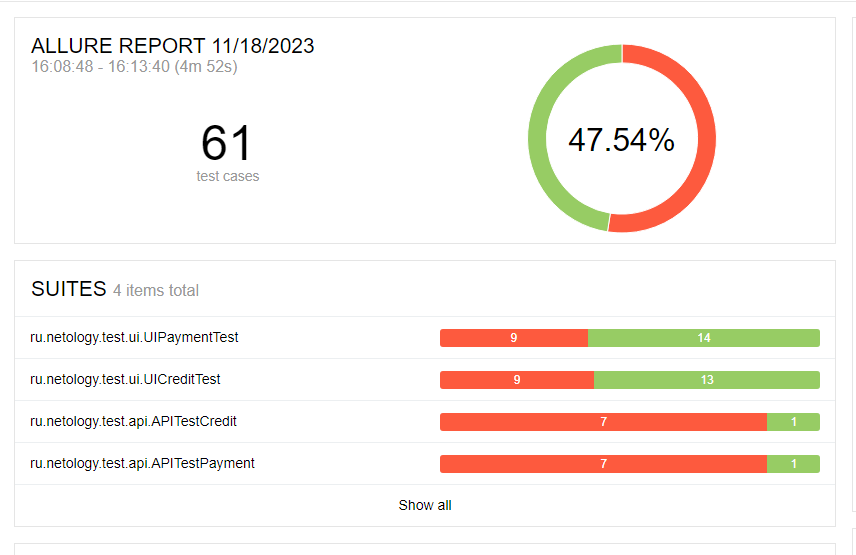 ALLURE REPORT 11/18/2023
16:08:48 - 16:13:40 (4m 52s)
61
test cases
47.54%
SUITES 4 items total
ru.netology.test.ui.UIPaymentTest 9 14
ru.netology.test.ui.UICreditTest 9 13
ru.netology.test.api.APITestCredit 7 1
ru.netology.test.api.APITestPayment 7 1
Show all